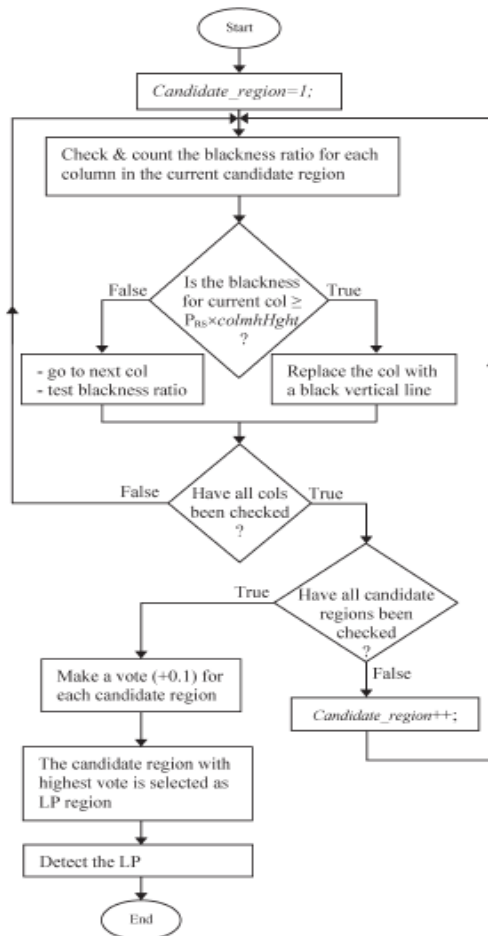 Start
Candidate_region=1;
Check & count the blackness ratio for each
column in the current candidate region
False
Is the blackness
for current col ≥
P_RS×colmhHght
?
True
- go to next col
- test blackness ratio
Replace the col with
a black vertical line
False
Have all cols
been checked
?
True
True
Have all candidate
regions been
checked
?
False
Make a vote (+0.1) for
each candidate region
Candidate_region++;
The candidate region with
highest vote is selected as
LP region
Detect the LP
End